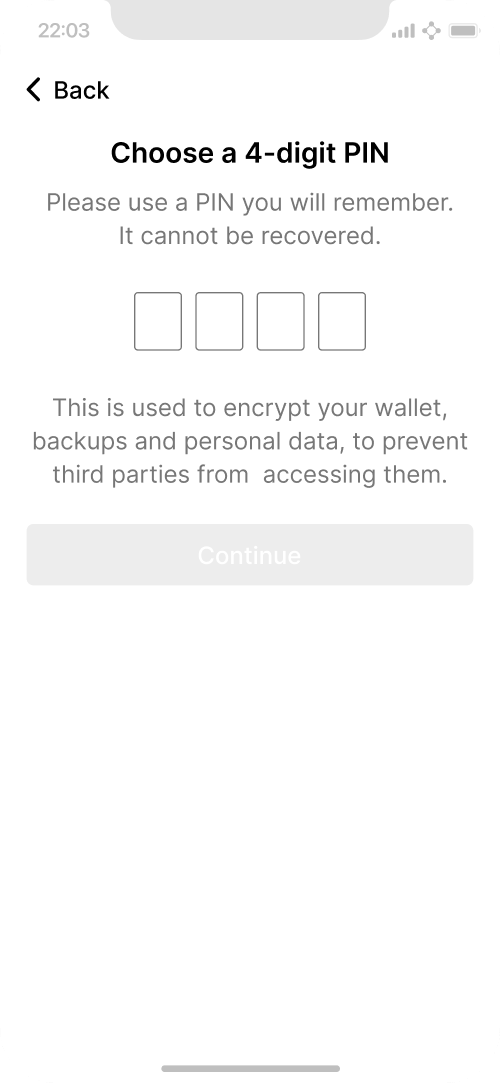 22:03
Back
Choose a 4-digit PIN
Please use a PIN you will remember.
It cannot be recovered.
This is used to encrypt your wallet,
backups and personal data, to prevent
third parties from  accessing them.
Continue